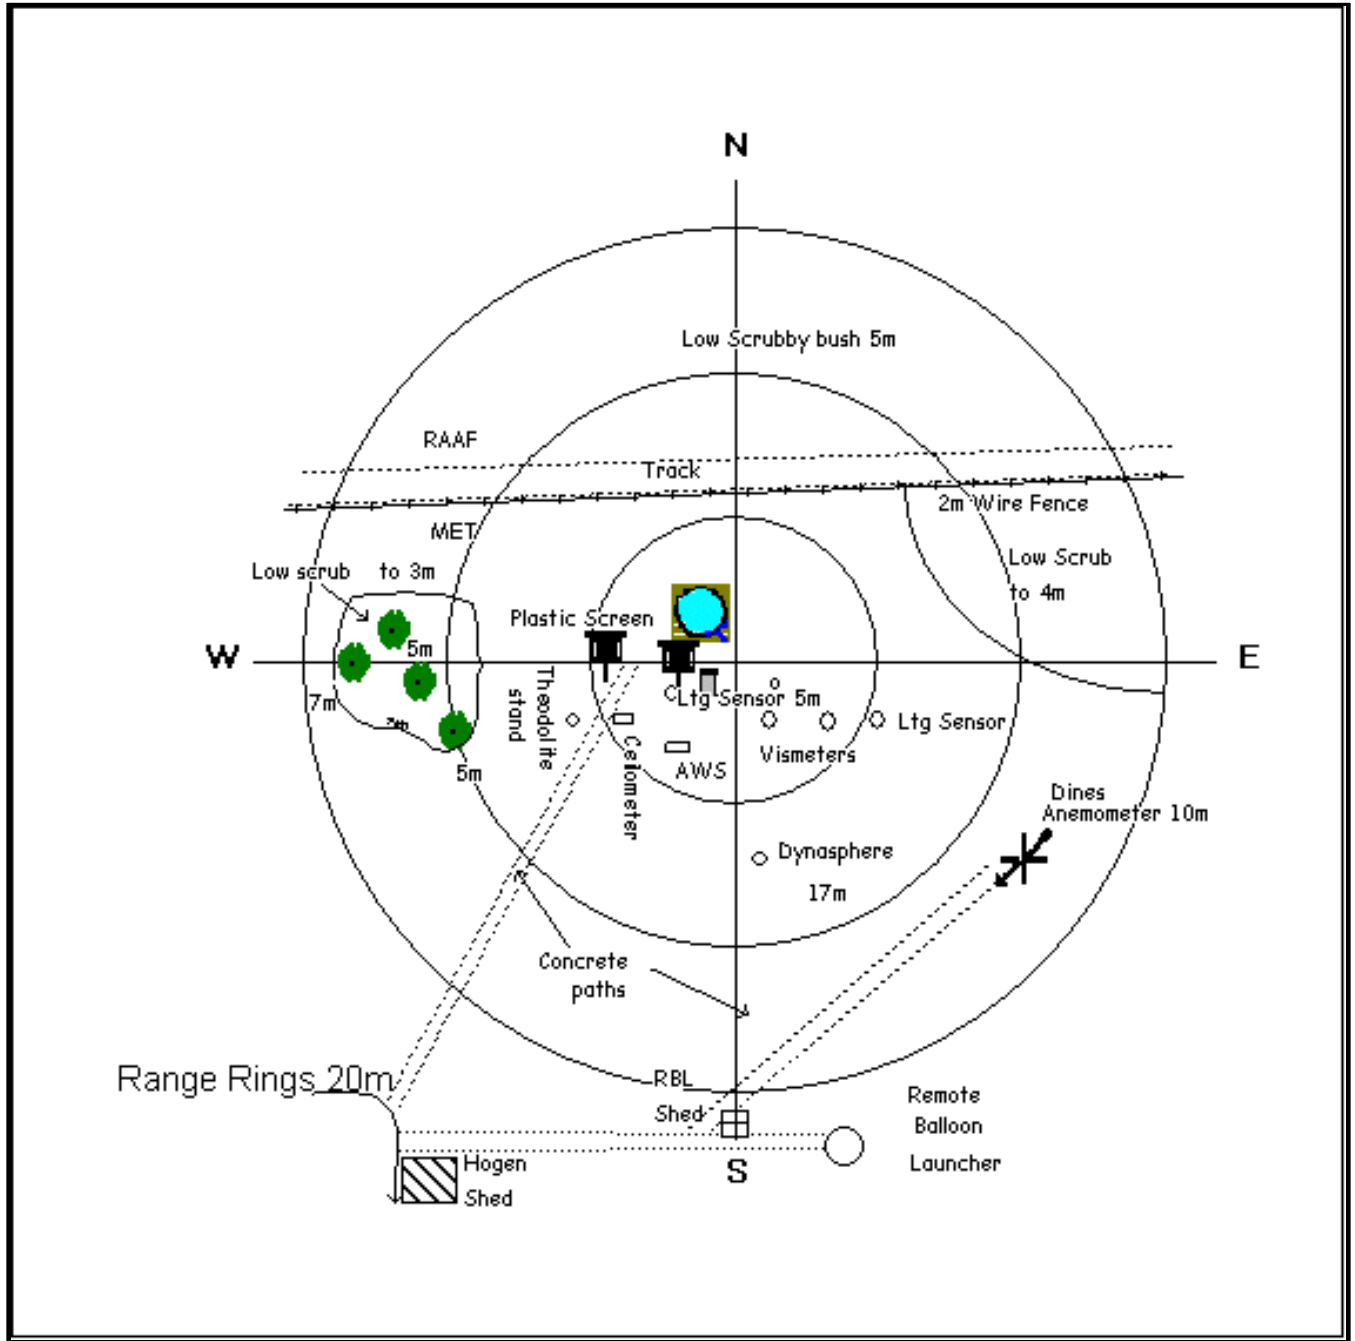 N
Low Scrubby bush 5m
RAAF
Track
2m Wire Fence
MET
Low scrub to 3m
Low Scrub
to 4m
Plastic Screen
5m
W
E
7m
Theodolite
stand
Ltg Sensor 5m
Ltg Sensor
Ceiometer
Vismeters
AWS
5m
Dines
Anemometer 10m
Dynasphere
17m
Concrete
paths
Range Rings 20m
RBL
Shed
Remote
Balloon
Launcher
S
Hogen
Shed